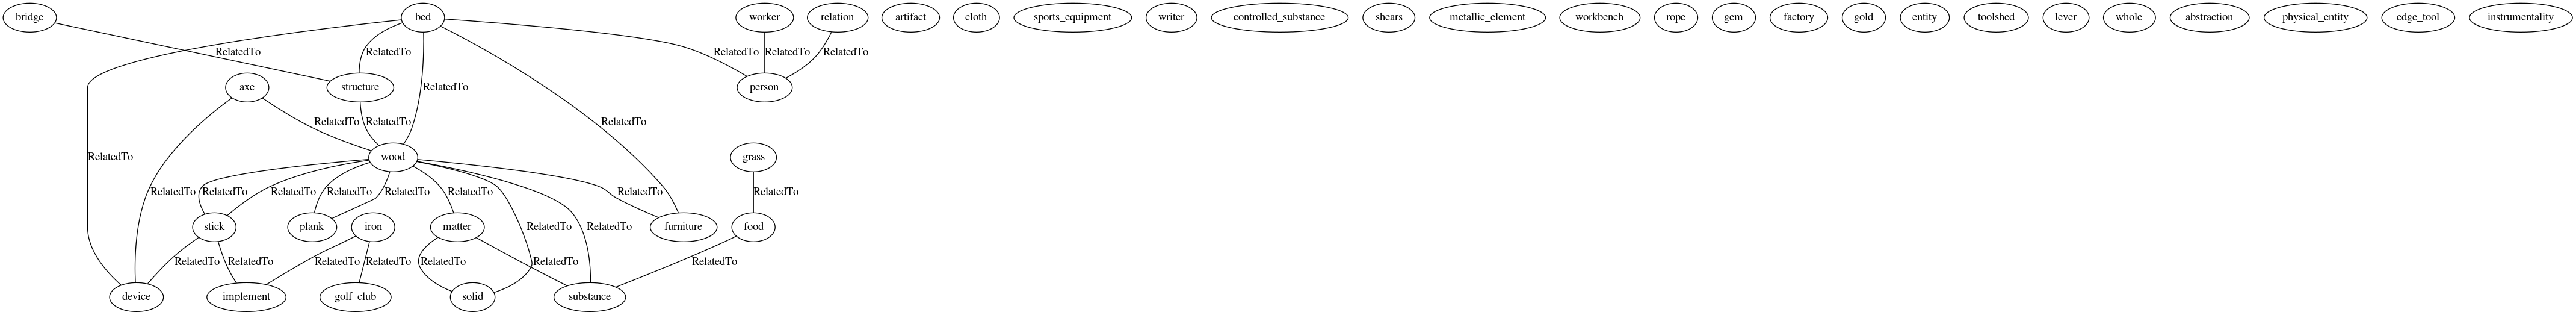 bridge bed worker relation artifact cloth sports_equipment writer controlled_substance shears metallic_element workbench rope gem factory gold entity toolshed lever whole abstraction physical_entity edge_tool instrumentality
RelatedTo RelatedTo RelatedTo RelatedTo RelatedTo
axe structure RelatedTo person
RelatedTo RelatedTo RelatedTo
RelatedTo wood grass
RelatedTo RelatedTo RelatedTo RelatedTo RelatedTo RelatedTo RelatedTo RelatedTo
stick plank iron matter RelatedTo RelatedTo furniture food
RelatedTo RelatedTo RelatedTo RelatedTo RelatedTo RelatedTo RelatedTo
device implement golf_club solid substance